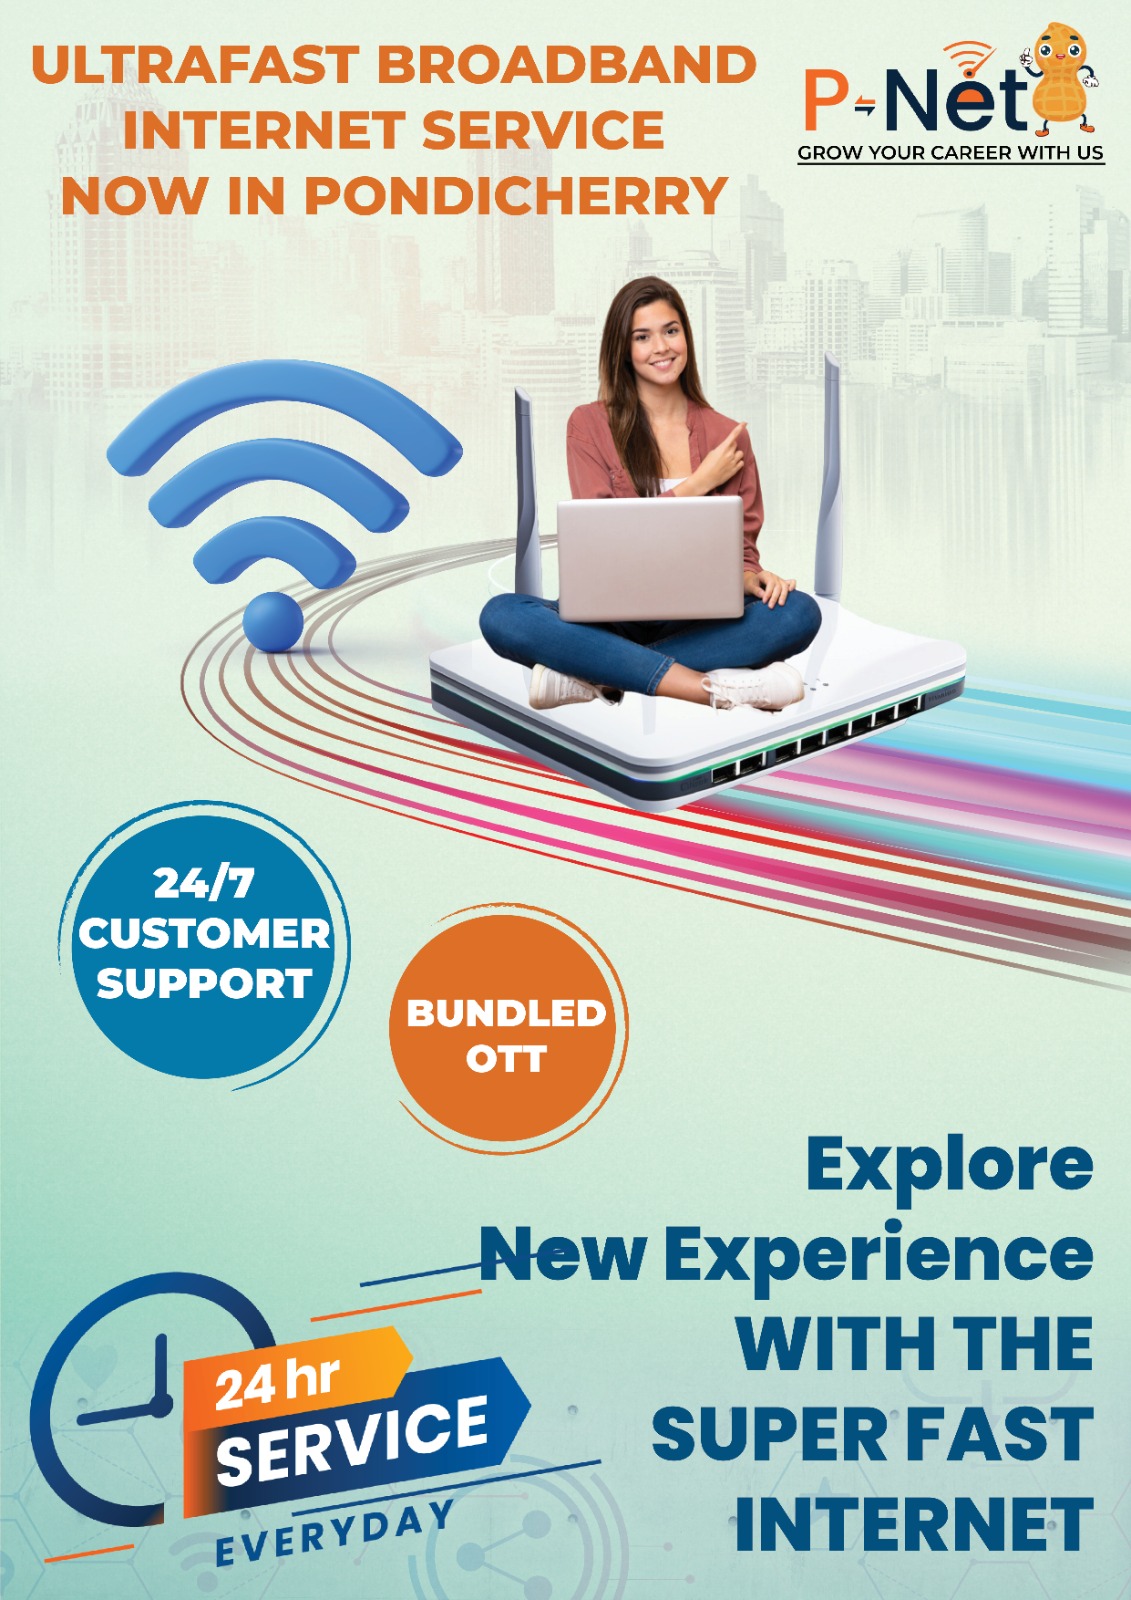 ULTRAFAST BROADBAND
INTERNET SERVICE
NOW IN PONDICHERRY
P-Net
GROW YOUR CAREER WITH US
24/7
CUSTOMER
SUPPORT
BUNDLED
OTT
Explore
New Experience
WITH THE
SUPER FAST
INTERNET
24 hr
SERVICE
EVERYDAY